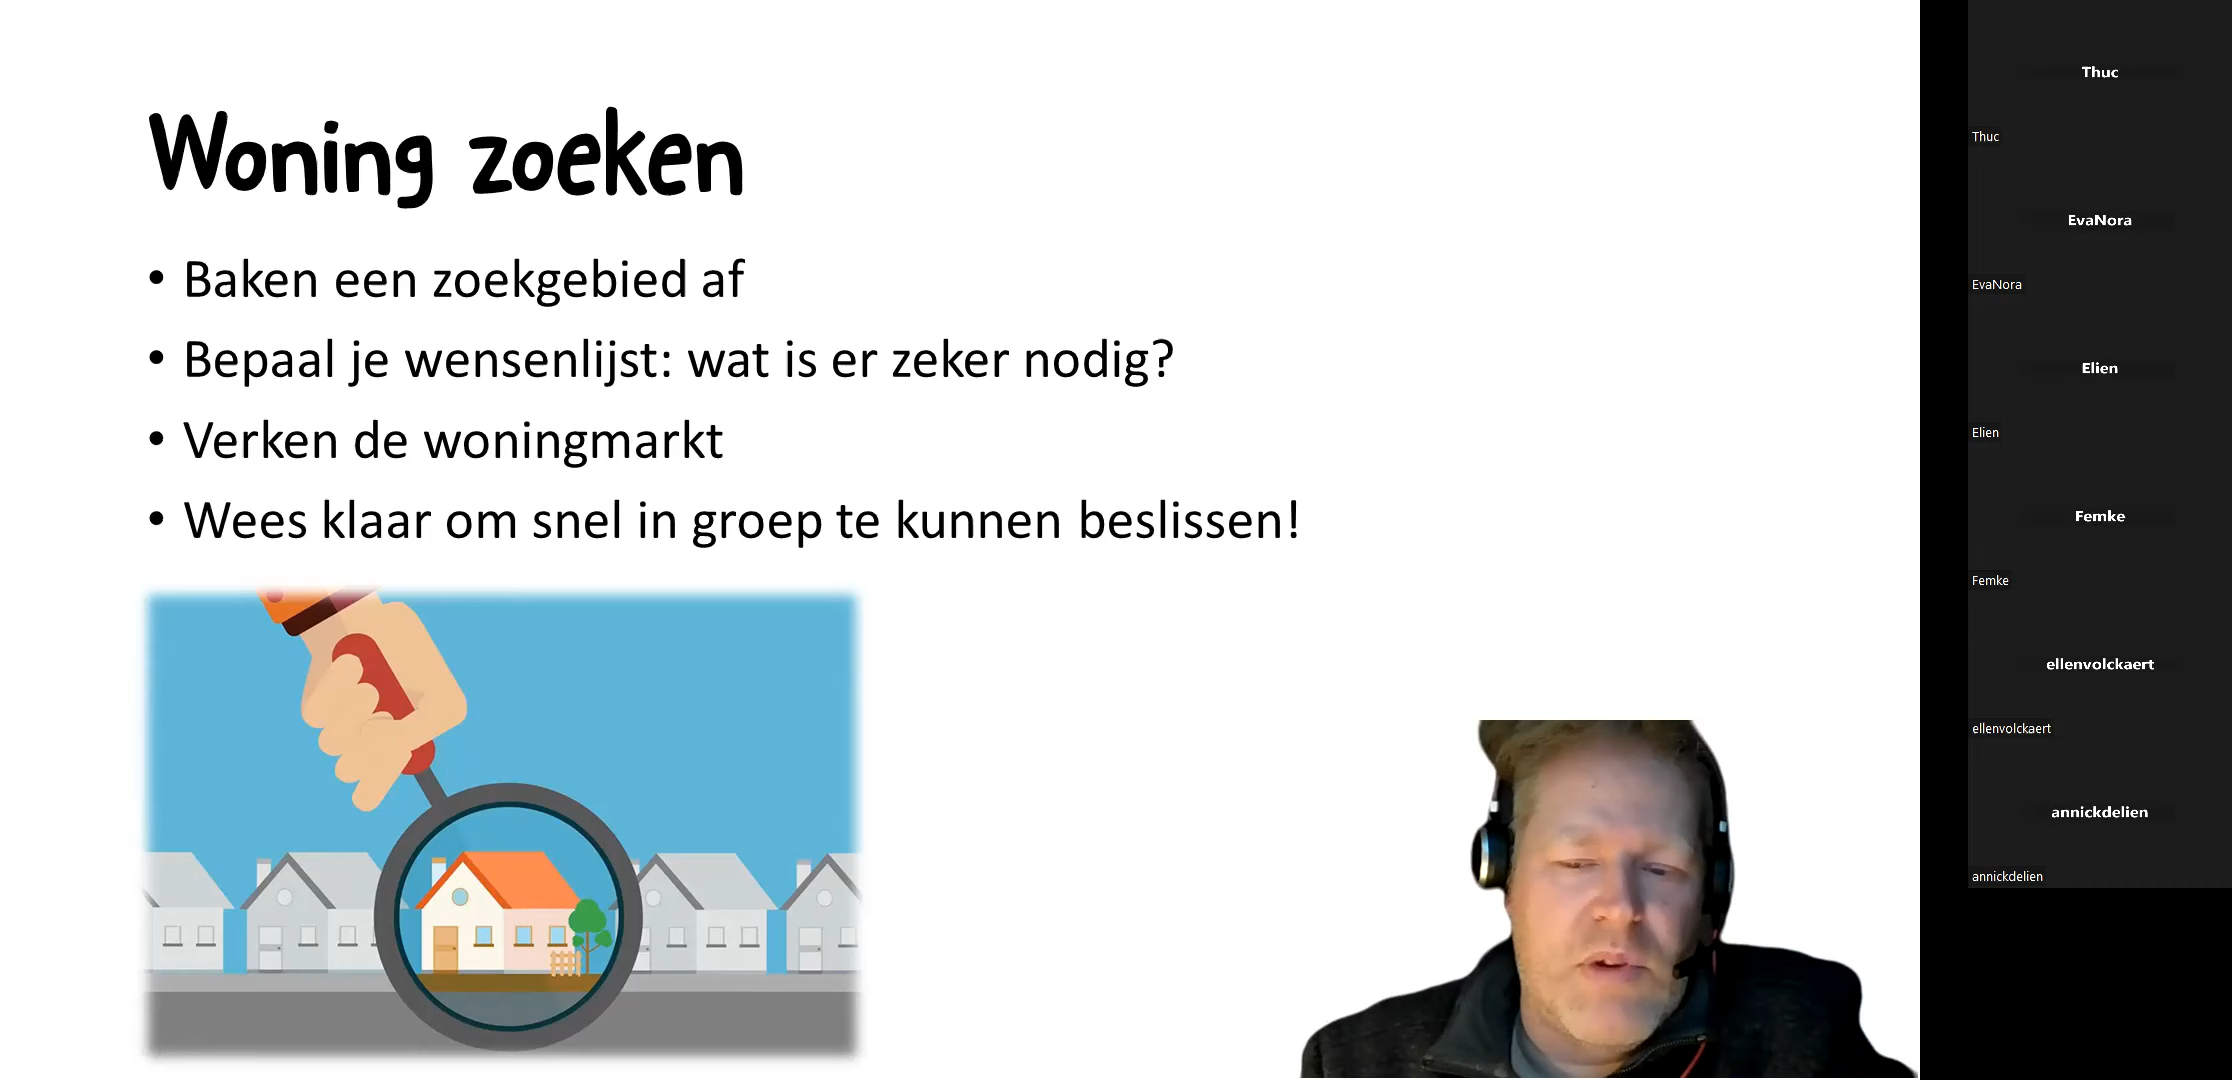 Woning zoeken
• Baken een zoekgebied af
• Bepaal je wensenlijst: wat is er zeker nodig?
• Verken de woningmarkt
• Wees klaar om snel in groep te kunnen beslissen!
Thuc
Thuc
EvaNora
EvaNora
Elien
Elien
Femke
Femke
ellenvolckaert
ellenvolckaert
annickdelien
annickdelien